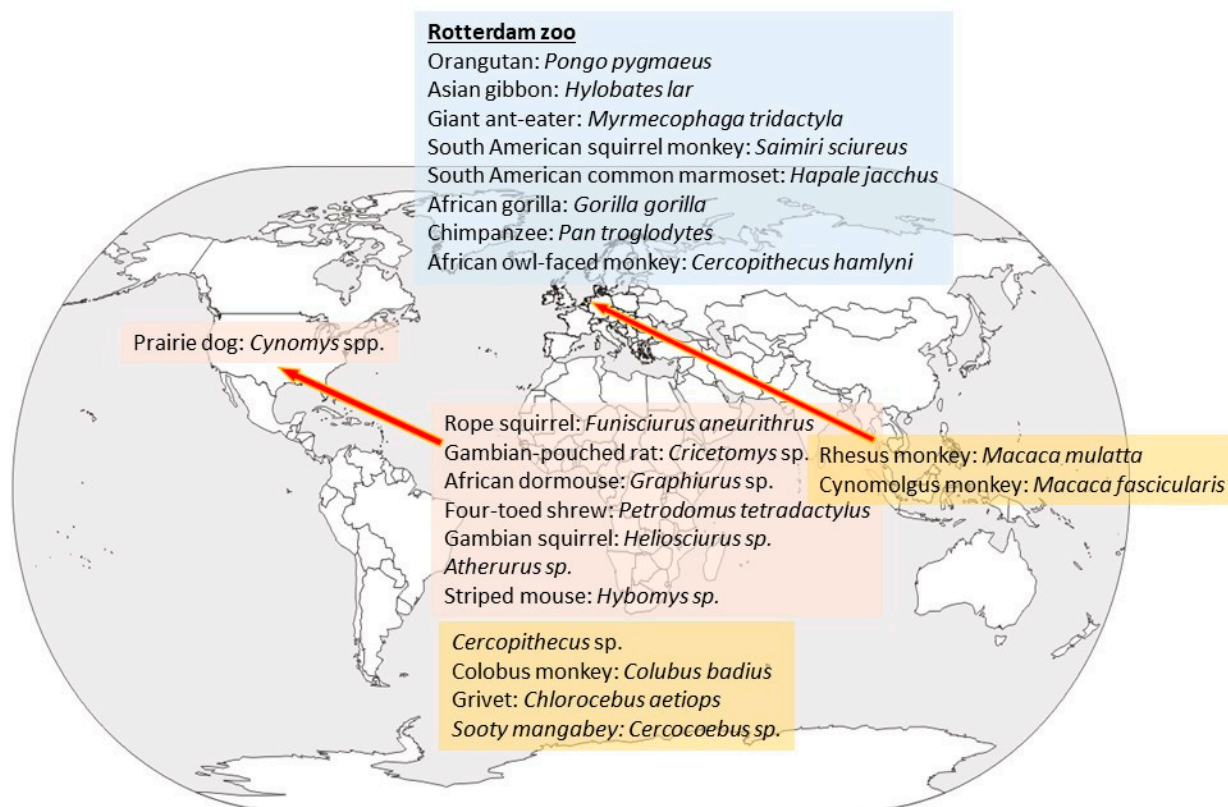 Rotterdam zoo
Orangutan: Pongo pygmaeus
Asian gibbon: Hylobates lar
Giant ant-eater: Myrmecophaga tridactyla
South American squirrel monkey: Saimiri sciureus
South American common marmoset: Hapale jacchus
African gorilla: Gorilla gorilla
Chimpanzee: Pan troglodytes
African owl-faced monkey: Cercopithecus hamlyni
Prairie dog: Cynomys spp.
Rope squirrel: Funisciurus aneurithrus
Gambian-pouched rat: Cricetomys sp.
African dormouse: Graphiurus sp.
Four-toed shrew: Petrodomus tetradactylus
Gambian squirrel: Heliosciurus sp.
Atherurus sp.
Striped mouse: Hybomys sp.
Rhesus monkey: Macaca mulatta
Cynomolgus monkey: Macaca fascicularis
Cercopithecus sp.
Colobus monkey: Colubus badius
Grivet: Chlorocebus aetiops
Sooty mangabey: Cercocoebus sp.